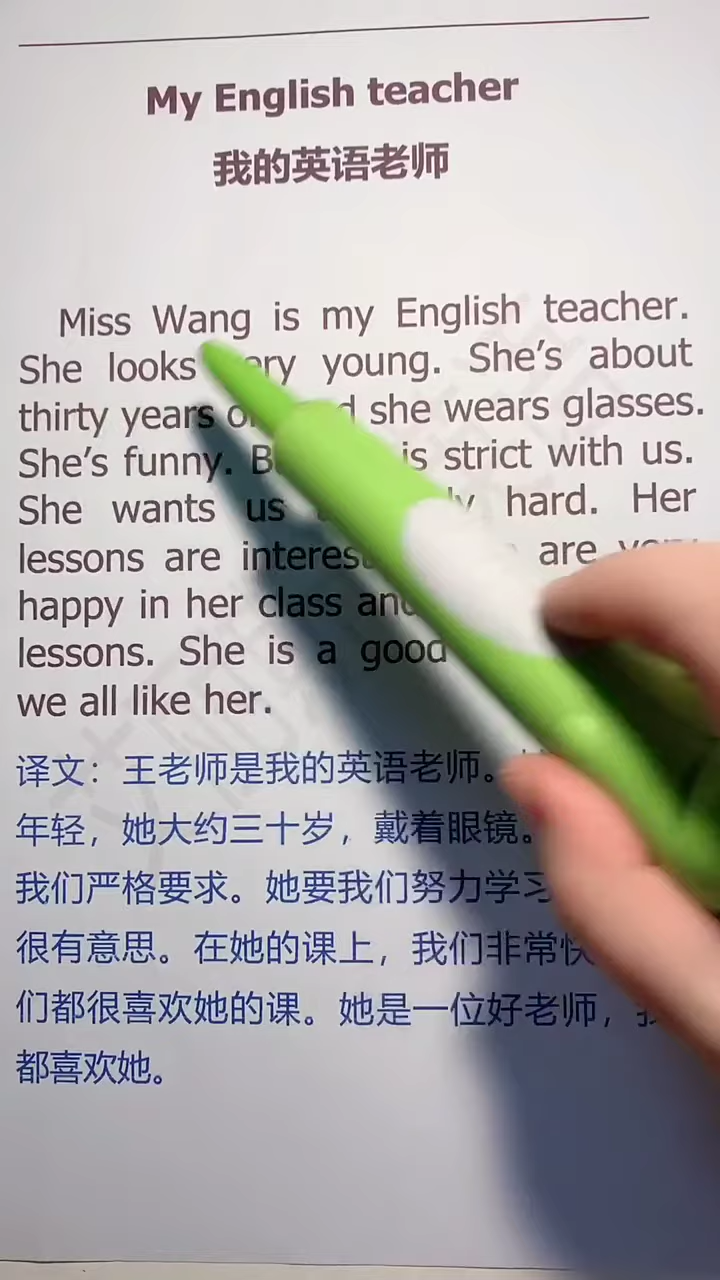 My English teacher
我的英语老师
Miss Wang is my English teacher.
She looks very young. She's about
thirty years she wears glasses.
She's funny. is strict with us.
She wants us hard. Her
lessons are are very
happy in her class and
lessons. She is a good
we all like her.
译文：王老师是我的英语老师。
年轻，她大约三十岁，戴着眼镜。
我们严格要求。她要我们努力学习
很有意思。在她的课上，我们非常快
们都很喜欢她的课。她是一位好老师，我
都喜欢她。